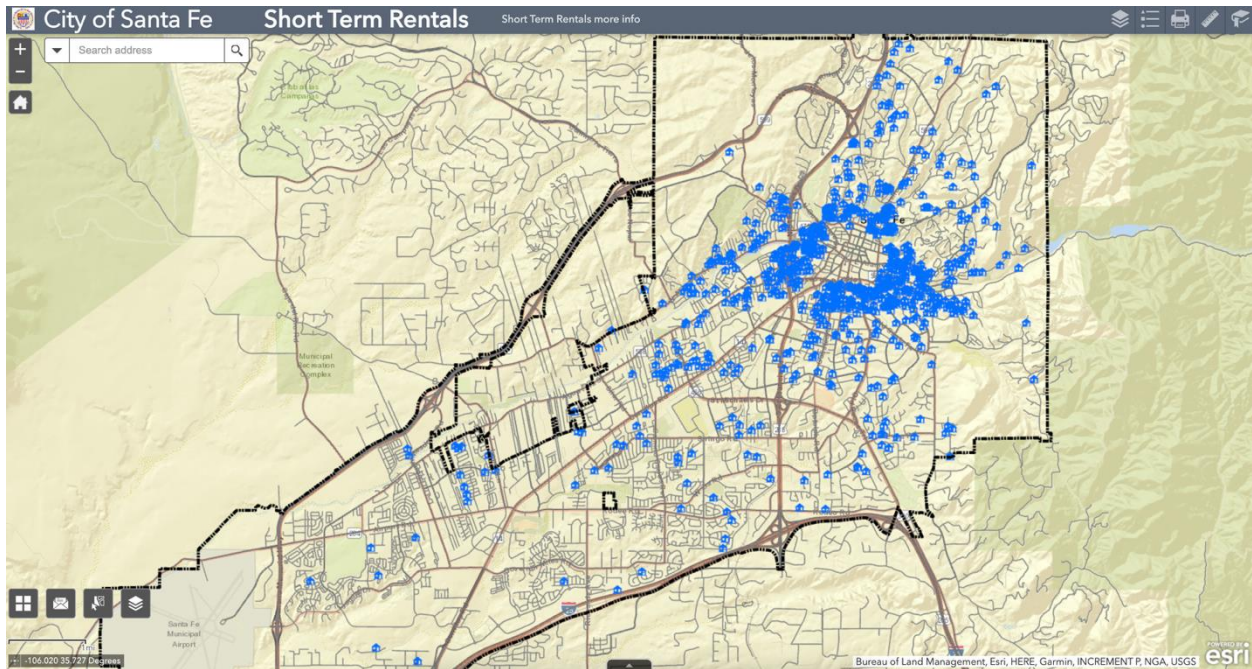 City of Santa Fe
Short Term Rentals
Short Term Rentals more info
Search address
Municipal
Recreation
Complex
Santa Fe
Municipal
Airport
1mi
-106.020 35.727 Degrees
Bureau of Land Management, Esri, HERE, Garmin, INCREMENT P, NGA, USGS
POWERED BY
esri